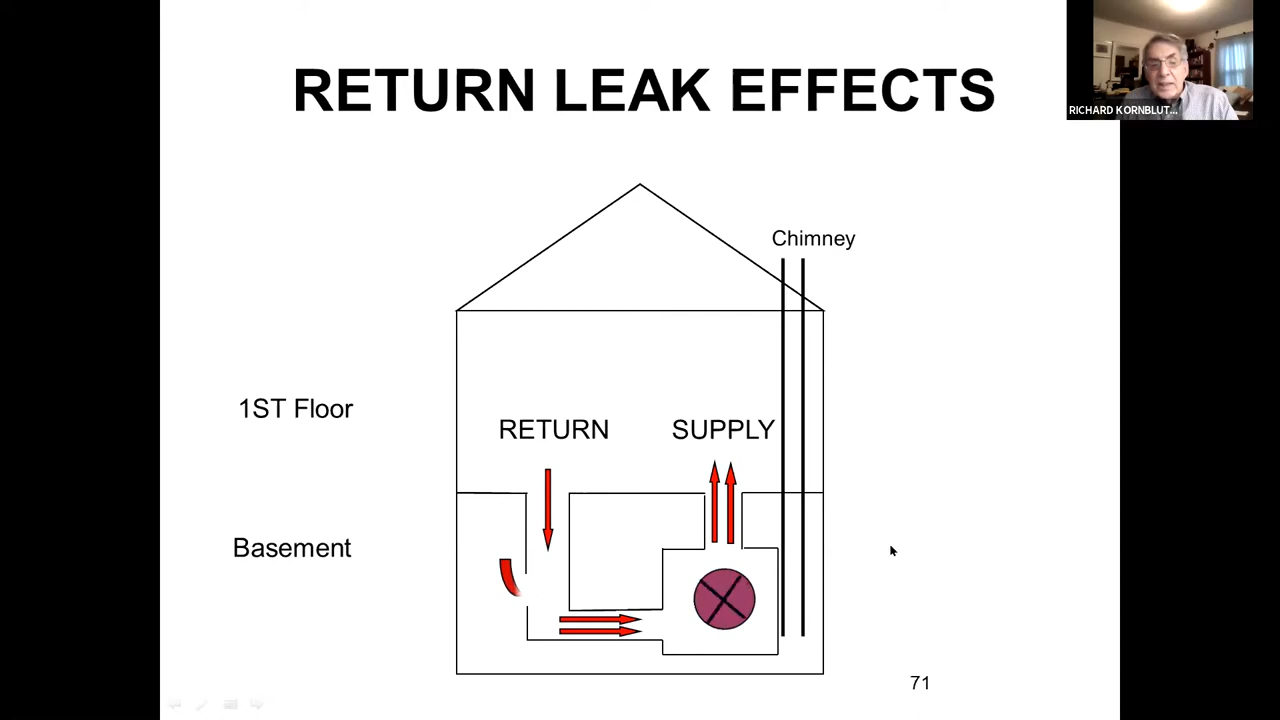 RETURN LEAK EFFECTS
RICHARD KORNBLUT...
Chimney
1ST Floor
RETURN
SUPPLY
Basement
71